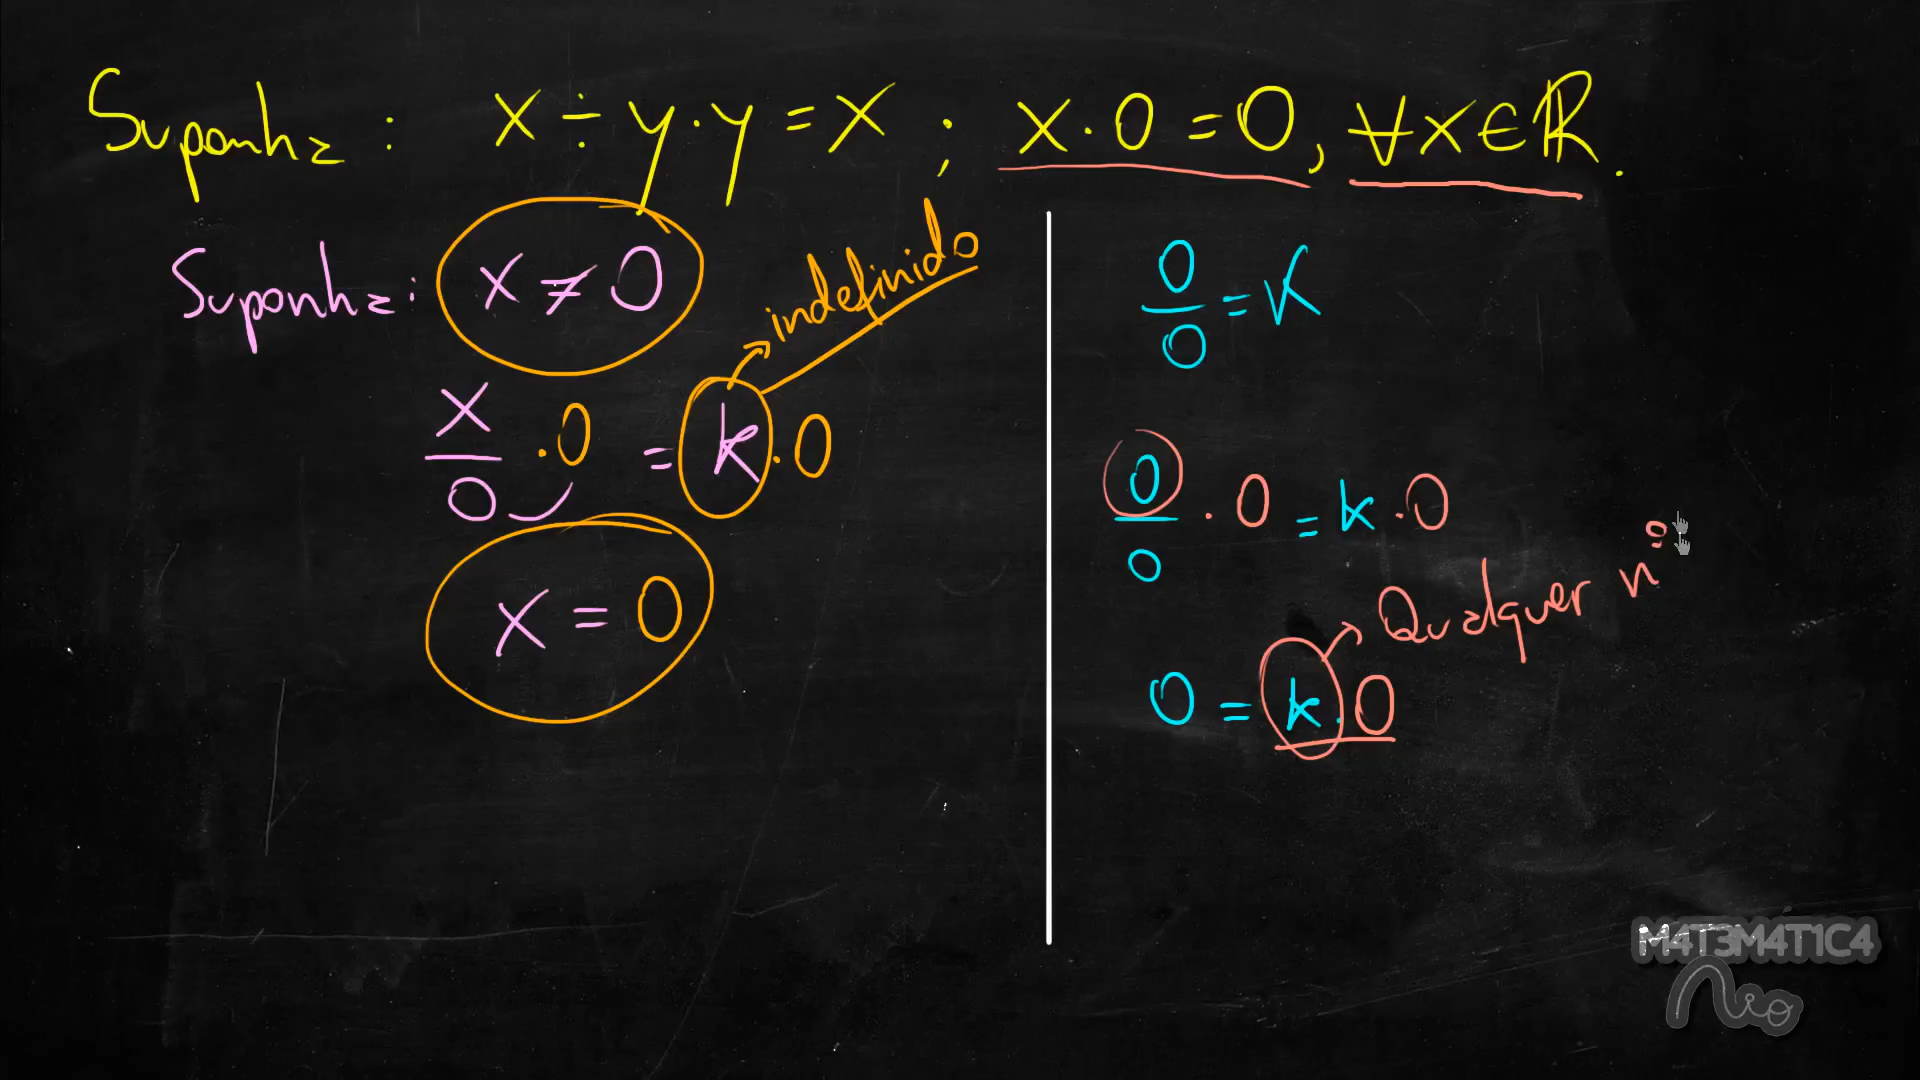 Suponha: x ÷ y · y = x ; x · 0 = 0, ∀x ∈ ℝ.
Suponha: x ≠ 0
indefinido
x/0 · 0 = k · 0
x = 0
0/0 = k
0/0 · 0 = k · 0
Qualquer nº
0 = k · 0
M4T3M4T1C4
Rio